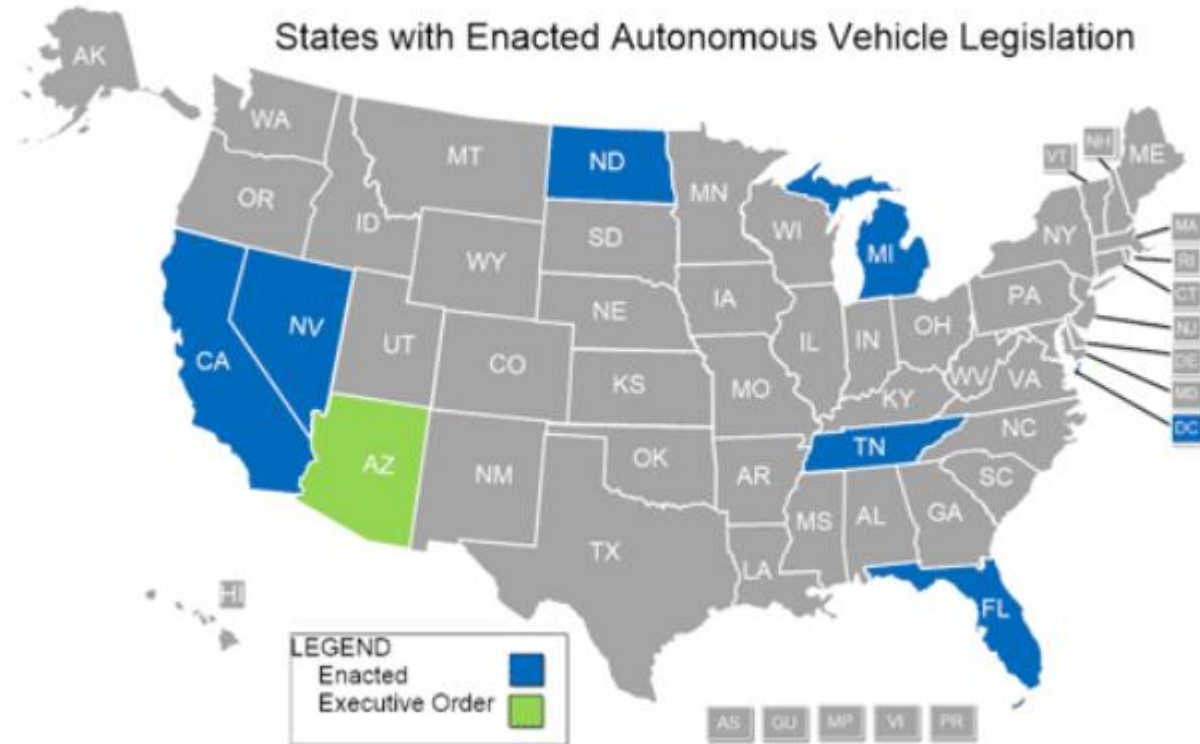 States with Enacted Autonomous Vehicle Legislation
AK
WA
MT
ND
MN
VT
NH
ME
OR
ID
SD
WI
MI
NY
MA
WY
RI
IA
PA
CT
NV
NE
OH
NJ
CA
UT
CO
IL
IN
DE
KS
MO
WV
VA
MD
KY
NC
DC
AZ
NM
OK
AR
TN
SC
MS
AL
GA
TX
LA
HI
FL
LEGEND
Enacted
Executive Order
AS
GU
MP
VI
PR